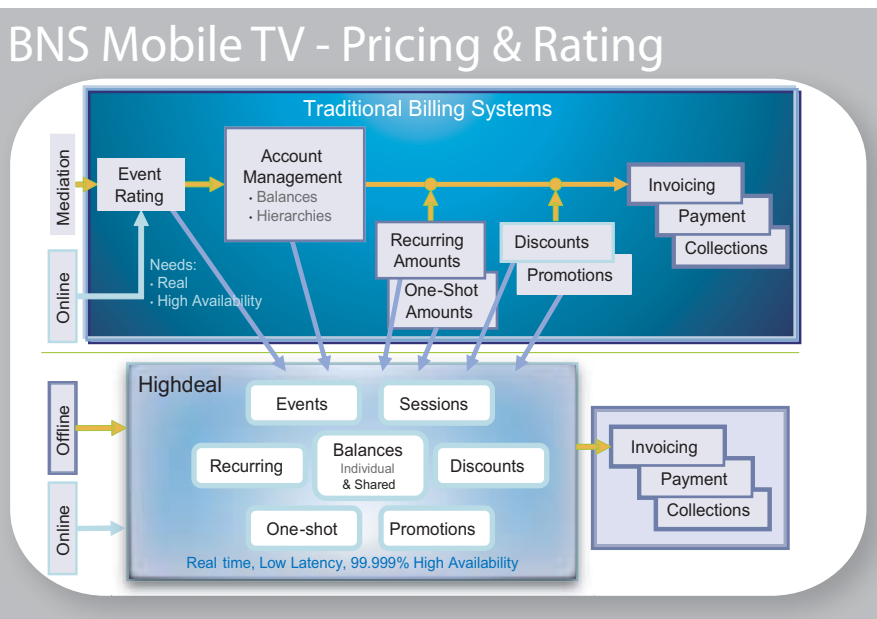 BNS Mobile TV - Pricing & Rating
Traditional Billing Systems
Mediation
Event
Rating
Account
Management
· Balances
· Hierarchies
Invoicing
Payment
Collections
Recurring
Amounts
One-Shot
Amounts
Discounts
Promotions
Online
Needs:
· Real
· High Availability
Highdeal
Offline
Online
Events
Sessions
Recurring
Balances
Individual
& Shared
Discounts
One-shot
Promotions
Real time, Low Latency, 99.999% High Availability
Invoicing
Payment
Collections